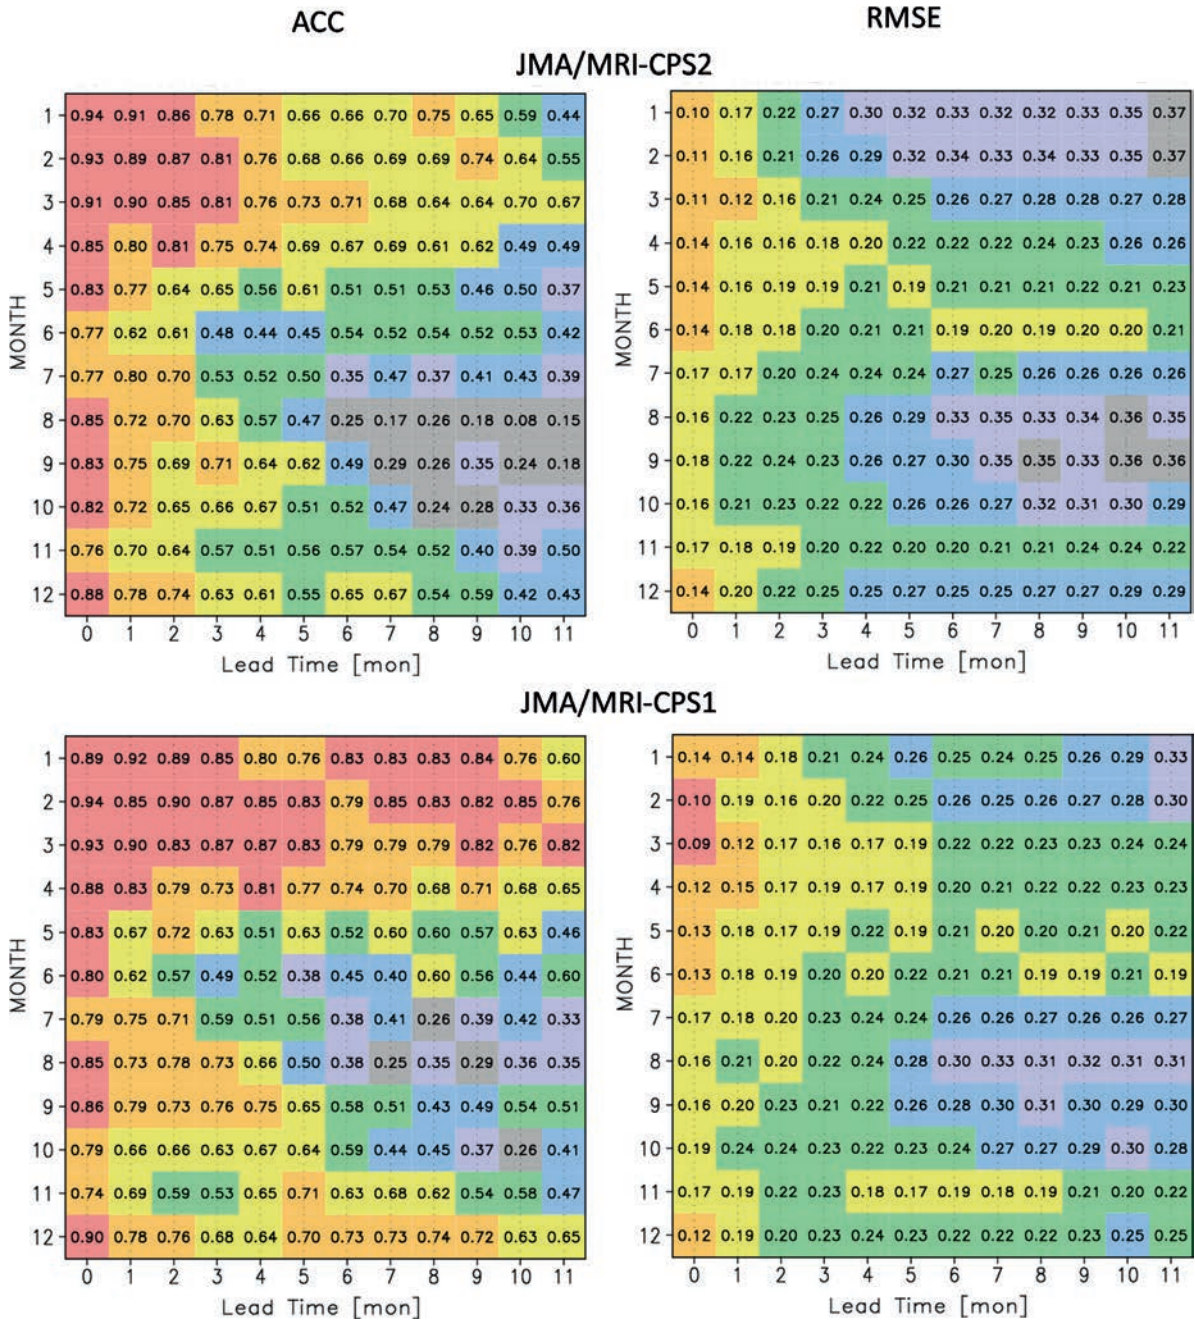 ACC RMSE
JMA/MRI-CPS2
1 0.94 0.91 0.86 0.78 0.71 0.66 0.66 0.70 0.75 0.65 0.59 0.44
2 0.93 0.89 0.87 0.81 0.76 0.68 0.66 0.69 0.69 0.74 0.64 0.55
3 0.91 0.90 0.85 0.81 0.76 0.73 0.71 0.68 0.64 0.64 0.70 0.67
4 0.85 0.80 0.81 0.75 0.74 0.69 0.67 0.69 0.61 0.62 0.49 0.49
5 0.83 0.77 0.64 0.65 0.56 0.61 0.51 0.51 0.53 0.46 0.50 0.37
6 0.77 0.62 0.61 0.48 0.44 0.45 0.54 0.52 0.54 0.52 0.53 0.42
7 0.77 0.80 0.70 0.53 0.52 0.50 0.35 0.47 0.37 0.41 0.43 0.39
8 0.85 0.72 0.70 0.63 0.57 0.47 0.25 0.17 0.26 0.18 0.08 0.15
9 0.83 0.75 0.69 0.71 0.64 0.62 0.49 0.29 0.26 0.35 0.24 0.18
10 0.82 0.72 0.65 0.66 0.67 0.51 0.52 0.47 0.24 0.28 0.33 0.36
11 0.76 0.70 0.64 0.57 0.51 0.56 0.57 0.54 0.52 0.40 0.39 0.50
12 0.88 0.78 0.74 0.63 0.61 0.55 0.65 0.67 0.54 0.59 0.42 0.43
0 1 2 3 4 5 6 7 8 9 10 11
MONTH
Lead Time [mon]
1 0.10 0.17 0.22 0.27 0.30 0.32 0.33 0.32 0.32 0.33 0.35 0.37
2 0.11 0.16 0.21 0.26 0.29 0.32 0.34 0.33 0.34 0.33 0.35 0.37
3 0.11 0.12 0.16 0.21 0.24 0.25 0.26 0.27 0.28 0.28 0.27 0.28
4 0.14 0.16 0.16 0.18 0.20 0.22 0.22 0.22 0.24 0.23 0.26 0.26
5 0.14 0.16 0.19 0.19 0.21 0.19 0.21 0.21 0.21 0.22 0.21 0.23
6 0.14 0.18 0.18 0.20 0.21 0.21 0.19 0.20 0.19 0.20 0.20 0.21
7 0.17 0.17 0.20 0.24 0.24 0.24 0.27 0.25 0.26 0.26 0.26 0.26
8 0.16 0.22 0.23 0.25 0.26 0.29 0.33 0.35 0.33 0.34 0.36 0.35
9 0.18 0.22 0.24 0.23 0.26 0.27 0.30 0.35 0.35 0.33 0.36 0.36
10 0.16 0.21 0.23 0.22 0.22 0.26 0.26 0.27 0.32 0.31 0.30 0.29
11 0.17 0.18 0.19 0.20 0.22 0.20 0.20 0.21 0.21 0.24 0.24 0.22
12 0.14 0.20 0.22 0.25 0.25 0.27 0.25 0.25 0.27 0.27 0.29 0.29
0 1 2 3 4 5 6 7 8 9 10 11
MONTH
Lead Time [mon]
JMA/MRI-CPS1
1 0.89 0.92 0.89 0.85 0.80 0.76 0.83 0.83 0.83 0.84 0.76 0.60
2 0.94 0.85 0.90 0.87 0.85 0.83 0.79 0.85 0.83 0.82 0.85 0.76
3 0.93 0.90 0.83 0.87 0.87 0.83 0.79 0.79 0.79 0.82 0.76 0.82
4 0.88 0.83 0.79 0.73 0.81 0.77 0.74 0.70 0.68 0.71 0.68 0.65
5 0.83 0.67 0.72 0.63 0.51 0.63 0.52 0.60 0.60 0.57 0.63 0.46
6 0.80 0.62 0.57 0.49 0.52 0.38 0.45 0.40 0.60 0.56 0.44 0.60
7 0.79 0.75 0.71 0.59 0.51 0.56 0.38 0.41 0.26 0.39 0.42 0.33
8 0.85 0.73 0.78 0.73 0.66 0.50 0.38 0.25 0.35 0.29 0.36 0.35
9 0.86 0.79 0.73 0.76 0.75 0.65 0.58 0.51 0.43 0.49 0.54 0.51
10 0.79 0.66 0.66 0.63 0.67 0.64 0.59 0.44 0.45 0.37 0.26 0.41
11 0.74 0.69 0.59 0.53 0.65 0.71 0.63 0.68 0.62 0.54 0.58 0.47
12 0.90 0.78 0.76 0.68 0.64 0.70 0.73 0.73 0.74 0.72 0.63 0.65
0 1 2 3 4 5 6 7 8 9 10 11
MONTH
Lead Time [mon]
1 0.14 0.14 0.18 0.21 0.24 0.26 0.25 0.24 0.25 0.26 0.29 0.33
2 0.10 0.19 0.16 0.20 0.22 0.25 0.26 0.25 0.26 0.27 0.28 0.30
3 0.09 0.12 0.17 0.16 0.17 0.19 0.22 0.22 0.23 0.23 0.24 0.24
4 0.12 0.15 0.17 0.19 0.17 0.19 0.20 0.21 0.22 0.22 0.23 0.23
5 0.13 0.18 0.17 0.19 0.22 0.19 0.21 0.20 0.20 0.21 0.20 0.22
6 0.13 0.18 0.19 0.20 0.20 0.22 0.21 0.21 0.19 0.19 0.21 0.19
7 0.17 0.18 0.20 0.23 0.24 0.24 0.26 0.26 0.27 0.26 0.26 0.27
8 0.16 0.21 0.20 0.22 0.24 0.28 0.30 0.33 0.31 0.32 0.31 0.31
9 0.16 0.20 0.23 0.21 0.22 0.26 0.28 0.30 0.31 0.30 0.29 0.30
10 0.19 0.24 0.24 0.23 0.22 0.23 0.24 0.27 0.27 0.29 0.30 0.28
11 0.17 0.19 0.22 0.23 0.18 0.17 0.19 0.18 0.19 0.21 0.20 0.22
12 0.12 0.19 0.20 0.23 0.24 0.23 0.22 0.22 0.22 0.23 0.25 0.25
0 1 2 3 4 5 6 7 8 9 10 11
MONTH
Lead Time [mon]